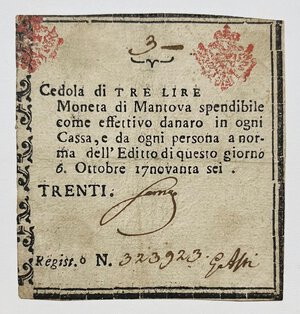 3
Cedola di TRE LIRE
Moneta di Mantova spendibile
come effettivo danaro in ogni
Cassa, e da ogni persona a nor-
ma dell' Editto di questo giorno
6. Ottobre 17novanta sei .
TRENTI.
Regist.º N. 323923